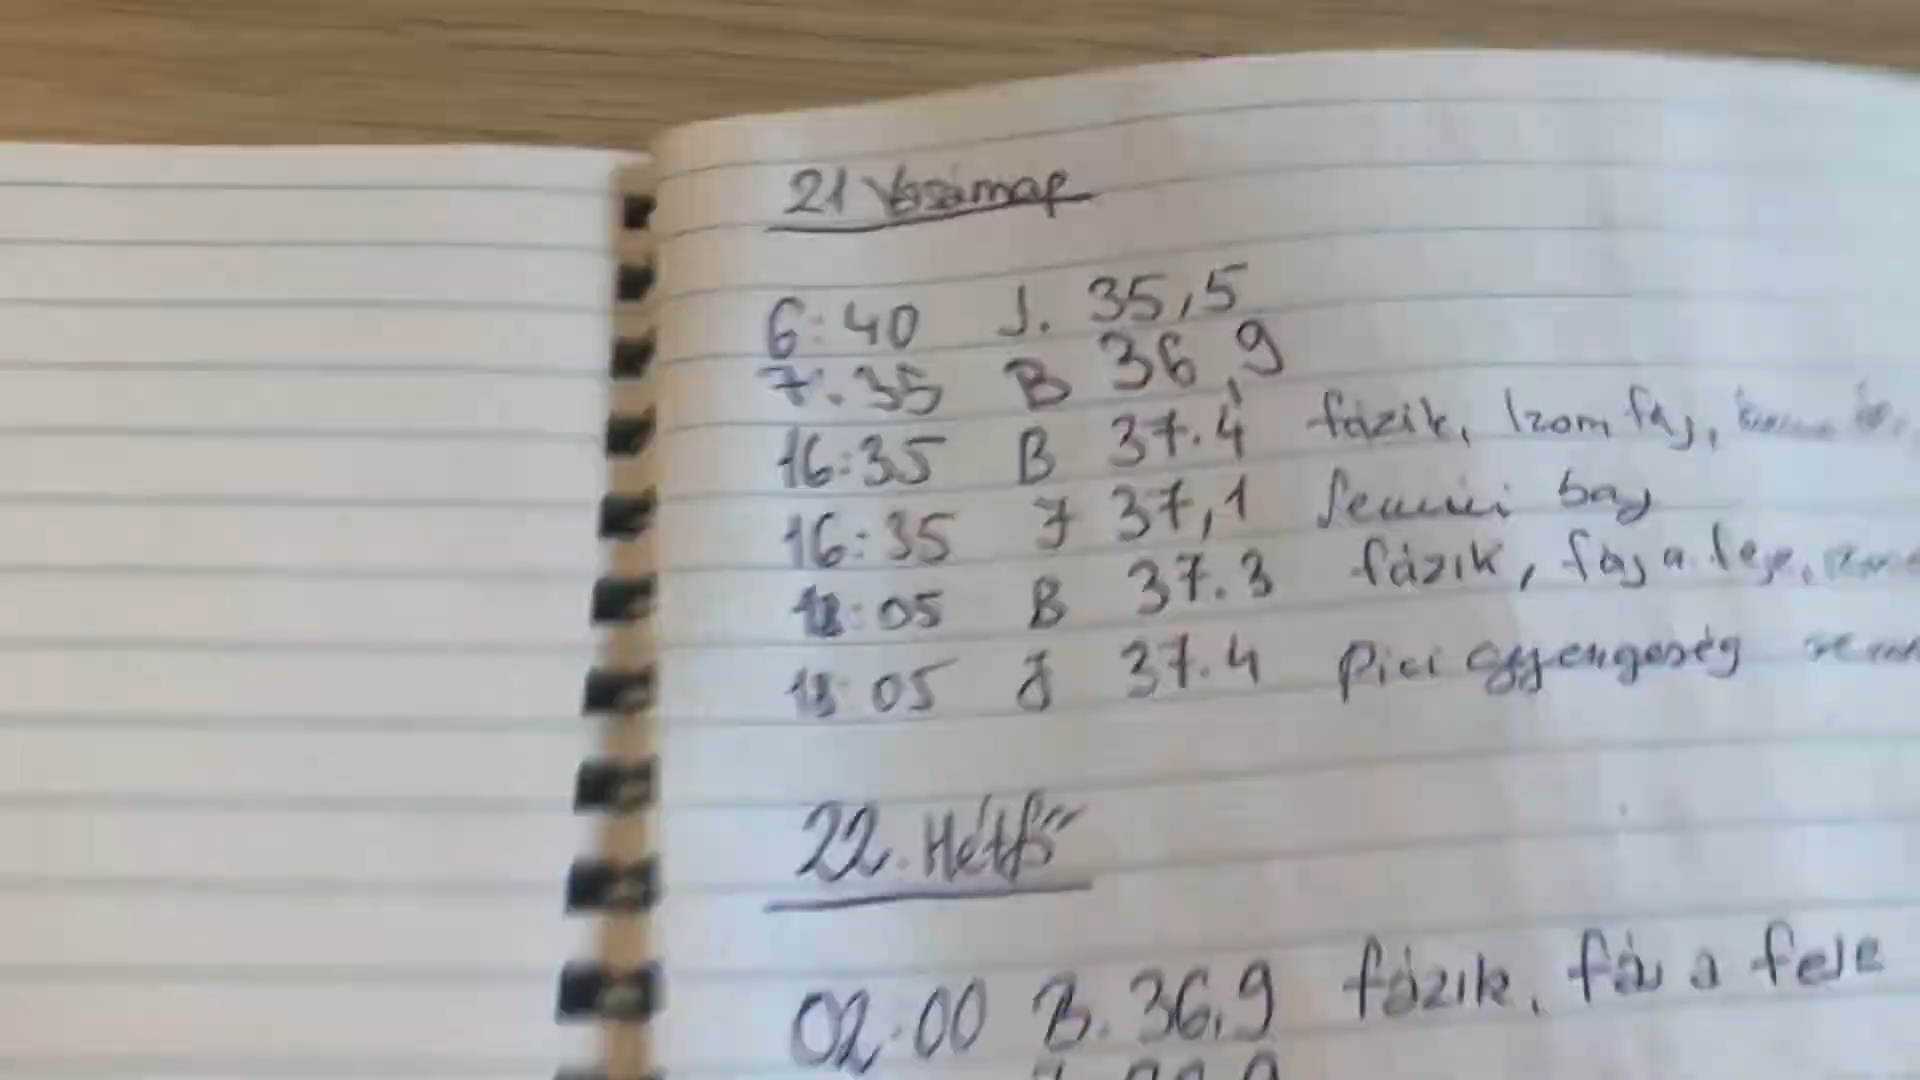 21 Vasárnap
6:40 J. 35,5
7:35 B 36,9
16:35 B 37.4 fázik, Izom fáj,
16:35 J 37,1 semmi baj
18:05 B 37.3 fázik, fáj a feje,
18:05 J 37.4 pici gyengeség
22. Hétfő
02:00 B. 36,9 fázik, fáj a feje